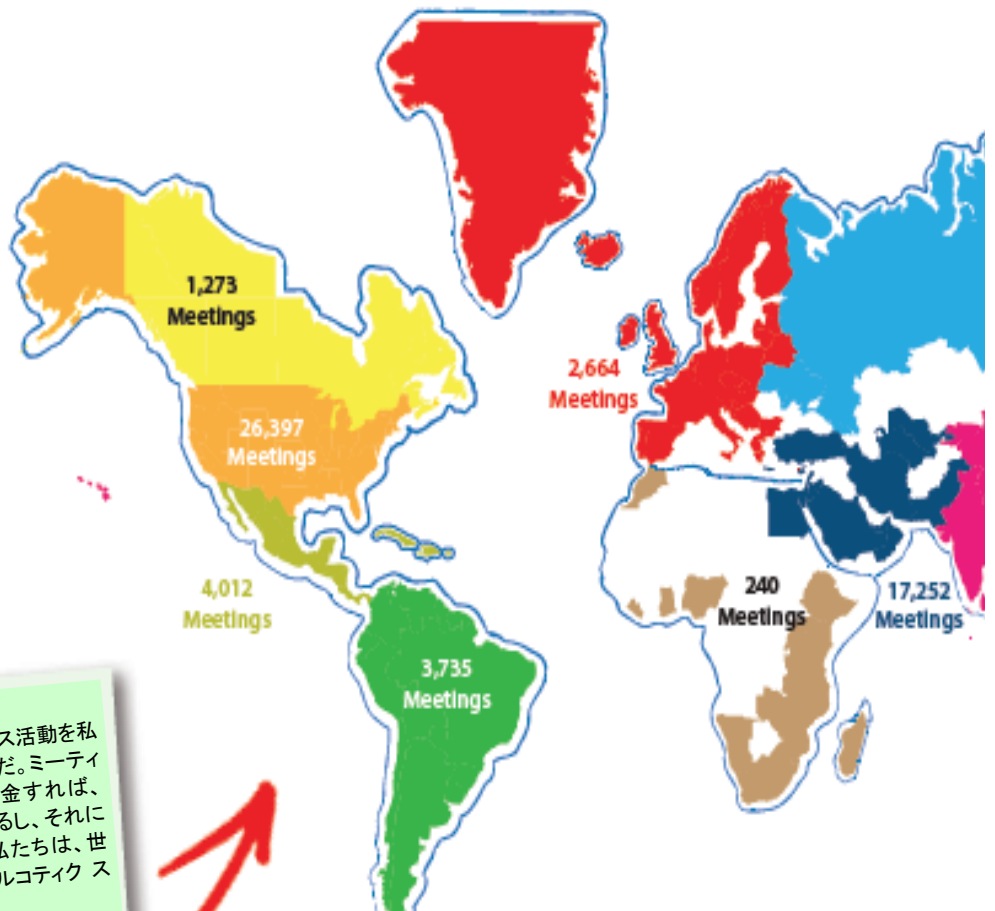 1,273
Meetings
2,664
Meetings
26,397
Meetings
4,012
Meetings
240
Meetings
17,252
Meetings
3,735
Meetings
ス活動を私
だ。ミーティ
金すれば、
るし、それに
私たちは、世
ルコティク ス